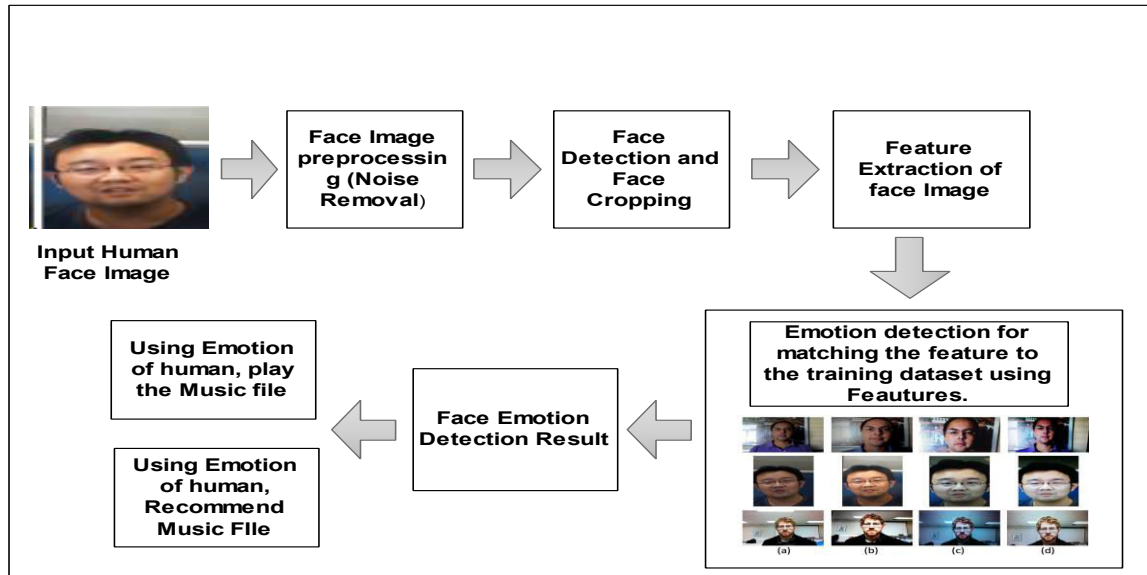 Input Human
Face Image
Face Image
preprocessin
g (Noise
Removal)
Face
Detection and
Face
Cropping
Feature
Extraction of
face Image
Emotion detection for
matching the feature to
the training dataset using
Feautures.
(a) (b) (c) (d)
Face Emotion
Detection Result
Using Emotion
of human, play
the Music file
Using Emotion
of human,
Recommend
Music FIle